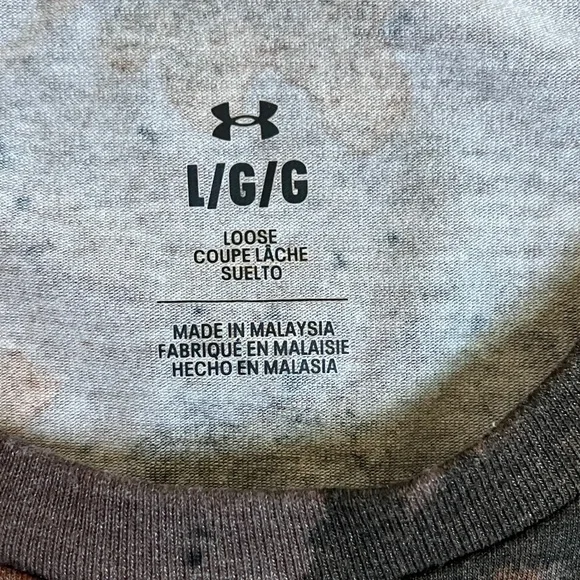 L/G/G
LOOSE
COUPE LÂCHE
SUELTO
MADE IN MALAYSIA
FABRIQUÉ EN MALAISIE
HECHO EN MALASIA